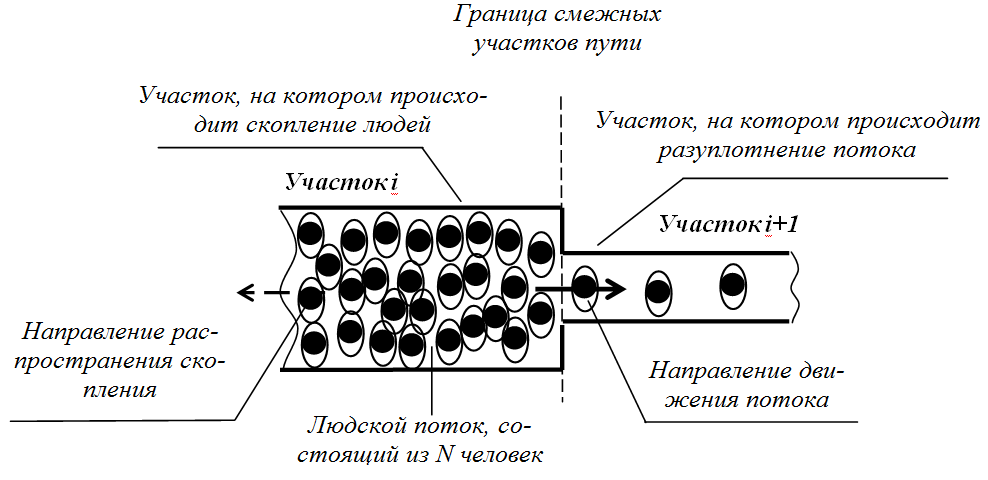 Граница смежных
участков пути
Участок, на котором происхо-
дит скопление людей
Участок, на котором происходит
разуплотнение потока
Участок i
Участок i+1
Направление рас-
пространения ско-
пления
Направление дви-
жения потока
Людской поток, со-
стоящий из N человек